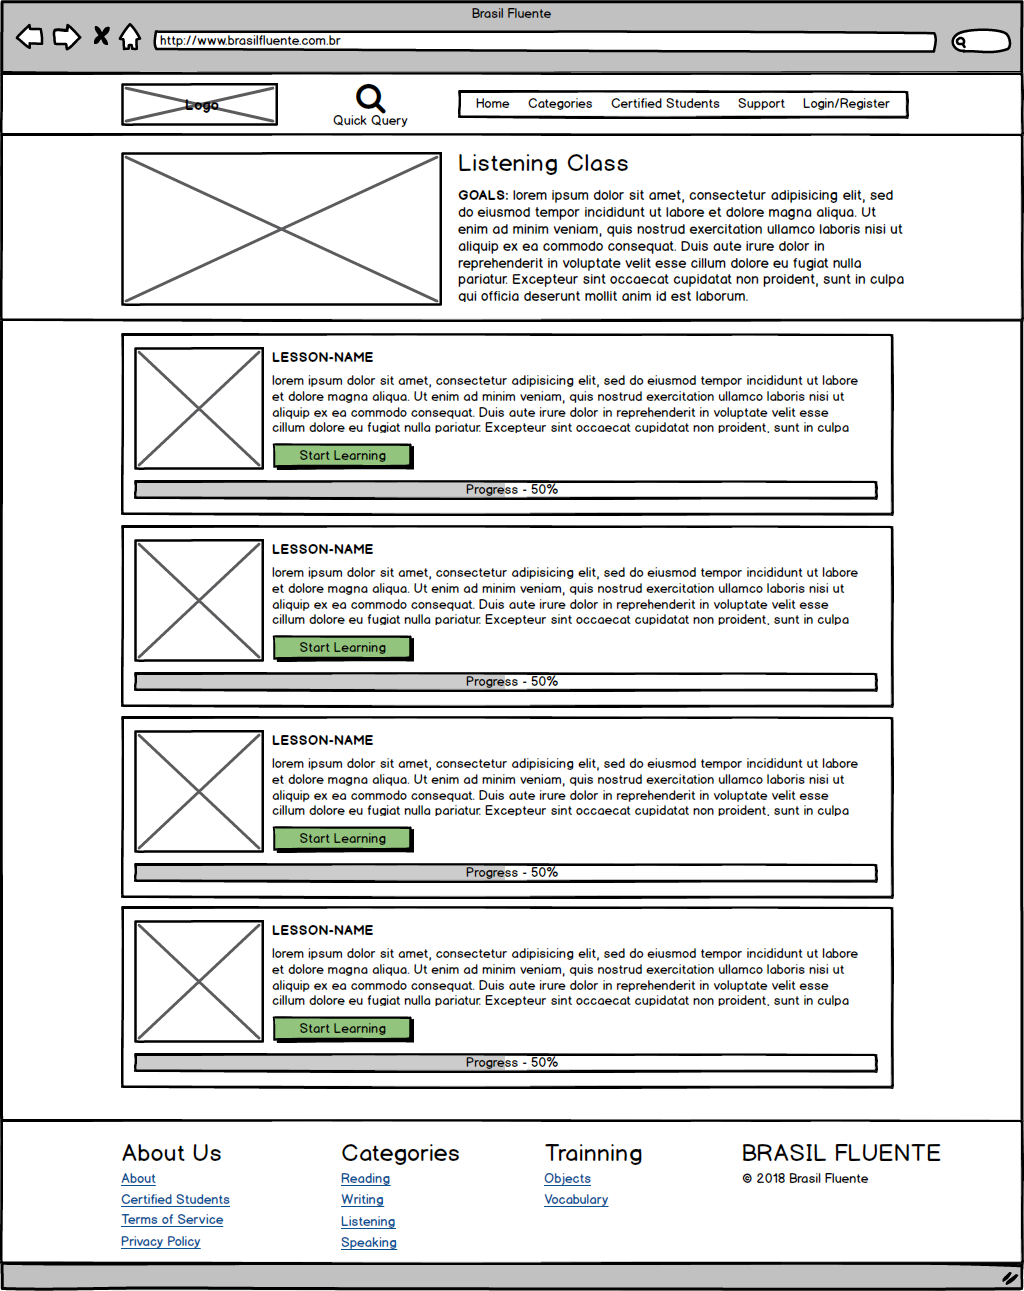 Brasil Fluente
http://www.brasilfluente.com.br
Logo
Quick Query
Home Categories Certified Students Support Login/Register
Listening Class
GOALS: lorem ipsum dolor sit amet, consectetur adipisicing elit, sed
do eiusmod tempor incididunt ut labore et dolore magna aliqua. Ut
enim ad minim veniam, quis nostrud exercitation ullamco laboris nisi ut
aliquip ex ea commodo consequat. Duis aute irure dolor in
reprehenderit in voluptate velit esse cillum dolore eu fugiat nulla
pariatur. Excepteur sint occaecat cupidatat non proident, sunt in culpa
qui officia deserunt mollit anim id est laborum.
LESSON-NAME
lorem ipsum dolor sit amet, consectetur adipisicing elit, sed do eiusmod tempor incididunt ut labore
et dolore magna aliqua. Ut enim ad minim veniam, quis nostrud exercitation ullamco laboris nisi ut
aliquip ex ea commodo consequat. Duis aute irure dolor in reprehenderit in voluptate velit esse
cillum dolore eu fugiat nulla pariatur. Excepteur sint occaecat cupidatat non proident, sunt in culpa
Start Learning
Progress - 50%
LESSON-NAME
lorem ipsum dolor sit amet, consectetur adipisicing elit, sed do eiusmod tempor incididunt ut labore
et dolore magna aliqua. Ut enim ad minim veniam, quis nostrud exercitation ullamco laboris nisi ut
aliquip ex ea commodo consequat. Duis aute irure dolor in reprehenderit in voluptate velit esse
cillum dolore eu fugiat nulla pariatur. Excepteur sint occaecat cupidatat non proident, sunt in culpa
Start Learning
Progress - 50%
LESSON-NAME
lorem ipsum dolor sit amet, consectetur adipisicing elit, sed do eiusmod tempor incididunt ut labore
et dolore magna aliqua. Ut enim ad minim veniam, quis nostrud exercitation ullamco laboris nisi ut
aliquip ex ea commodo consequat. Duis aute irure dolor in reprehenderit in voluptate velit esse
cillum dolore eu fugiat nulla pariatur. Excepteur sint occaecat cupidatat non proident, sunt in culpa
Start Learning
Progress - 50%
LESSON-NAME
lorem ipsum dolor sit amet, consectetur adipisicing elit, sed do eiusmod tempor incididunt ut labore
et dolore magna aliqua. Ut enim ad minim veniam, quis nostrud exercitation ullamco laboris nisi ut
aliquip ex ea commodo consequat. Duis aute irure dolor in reprehenderit in voluptate velit esse
cillum dolore eu fugiat nulla pariatur. Excepteur sint occaecat cupidatat non proident, sunt in culpa
Start Learning
Progress - 50%
About Us
About
Certified Students
Terms of Service
Privacy Policy
Categories
Reading
Writing
Listening
Speaking
Trainning
Objects
Vocabulary
BRASIL FLUENTE
© 2018 Brasil Fluente